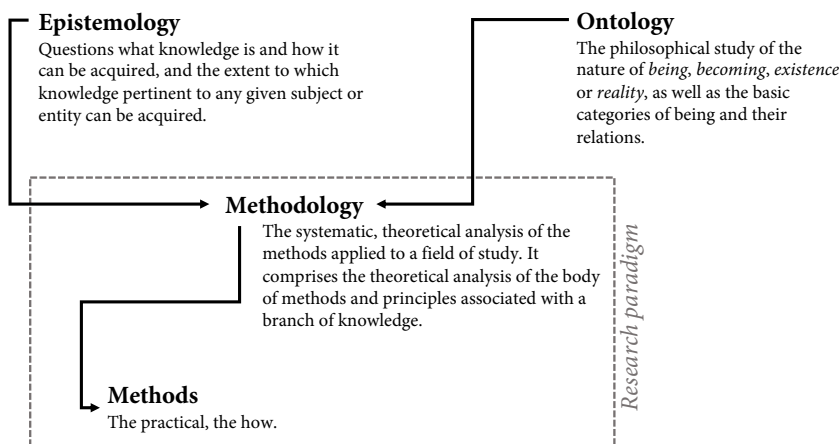 Epistemology
Questions what knowledge is and how it
can be acquired, and the extent to which
knowledge pertinent to any given subject or
entity can be acquired.
Ontology
The philosophical study of the
nature of being, becoming, existence
or reality, as well as the basic
categories of being and their
relations.
Methodology
The systematic, theoretical analysis of the
methods applied to a field of study. It
comprises the theoretical analysis of the body
of methods and principles associated with a
branch of knowledge.
Research paradigm
Methods
The practical, the how.